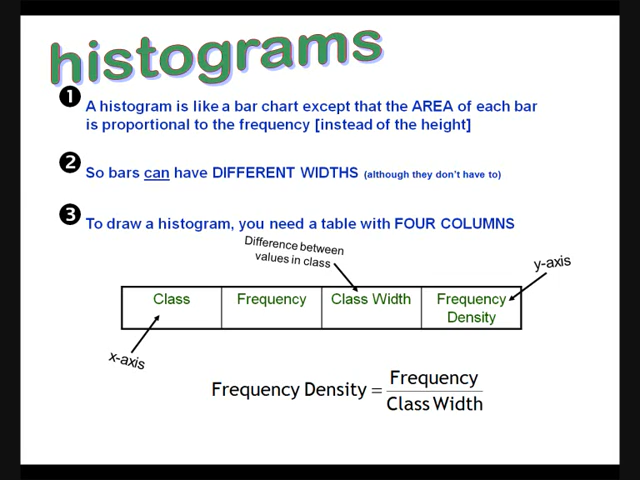 histograms
1 A histogram is like a bar chart except that the AREA of each bar
is proportional to the frequency [instead of the height]
2 So bars can have DIFFERENT WIDTHS (although they don't have to)
3 To draw a histogram, you need a table with FOUR COLUMNS
Difference between
values in class
y-axis
Class Frequency Class Width Frequency
Density
x-axis
Frequency Density = Frequency
Class Width